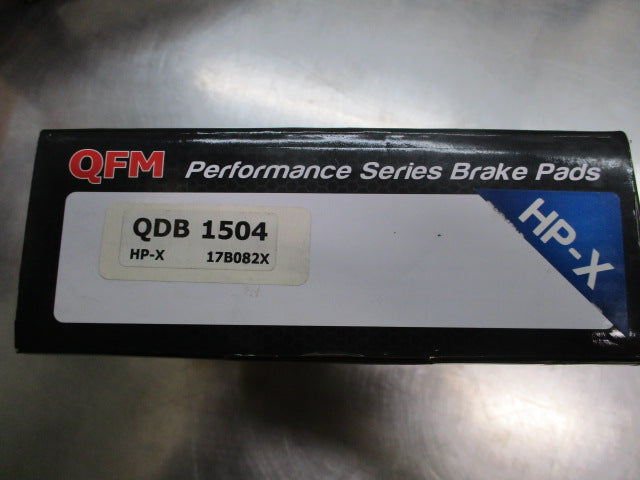 QFM Performance Series Brake Pads
QDB 1504
HP-X 17B082X
HP-X